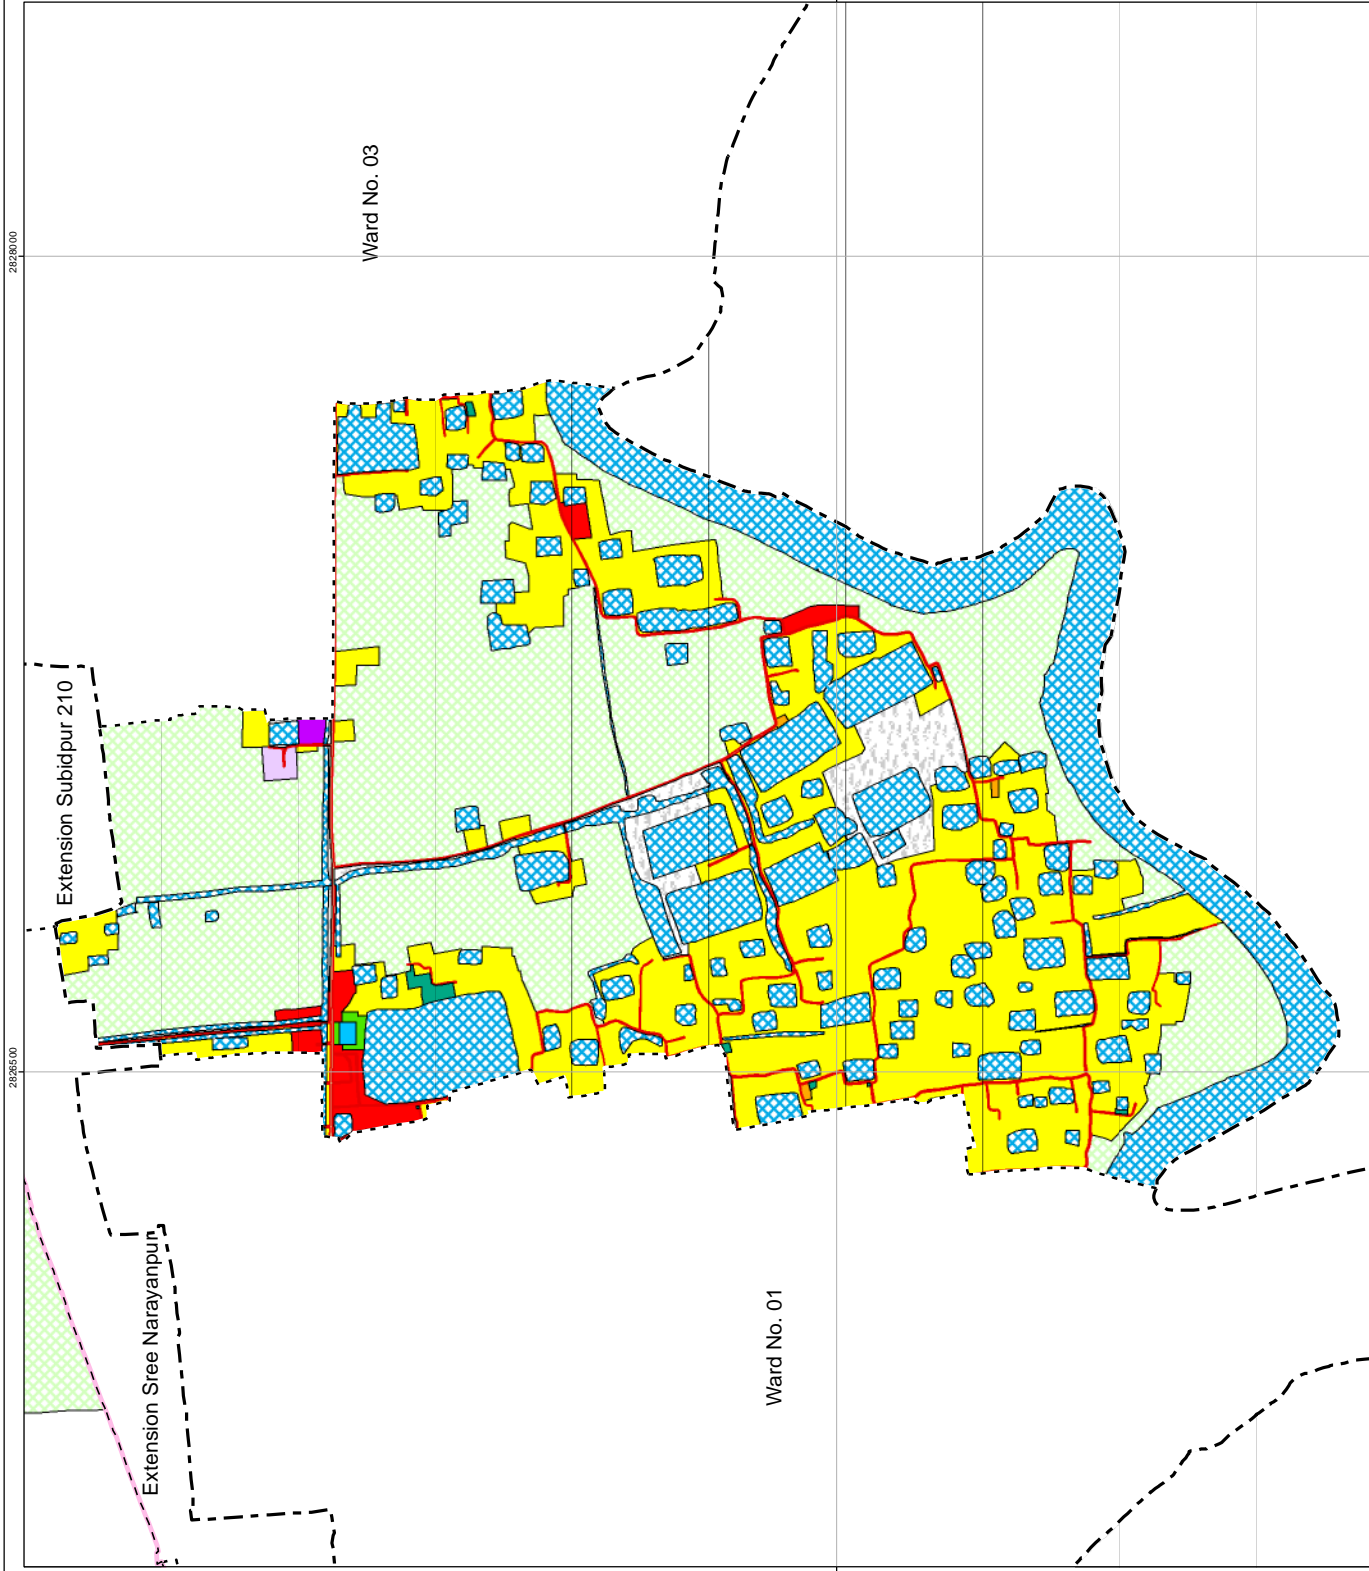 Ward No. 03
2828000
Extension Subidpur 210
2826500
Extension Sree Narayanpur
Ward No. 01